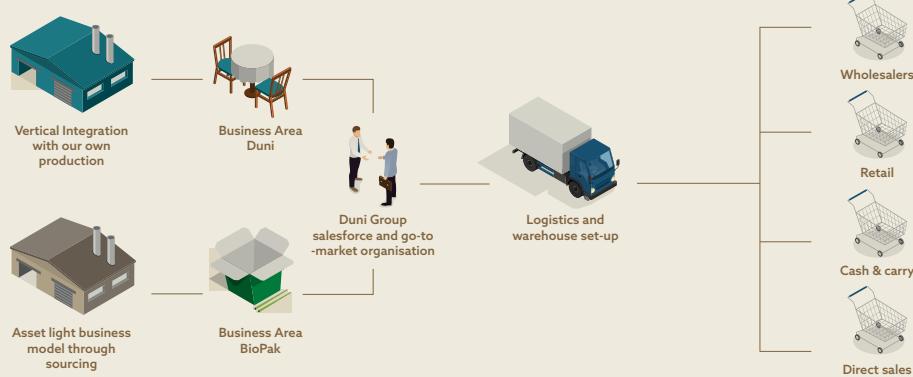 Vertical Integration
with our own
production
Business Area
Duni
Duni Group
salesforce and go-to
-market organisation
Logistics and
warehouse set-up
Wholesalers
Retail
Cash & carry
Direct sales
Asset light business
model through
sourcing
Business Area
BioPak